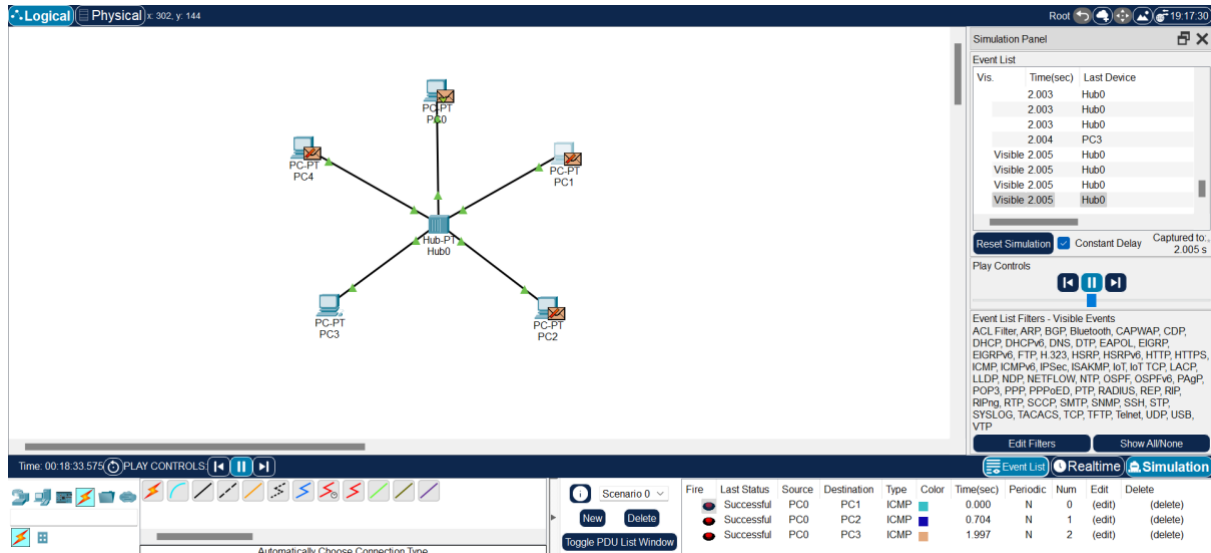 Logical Physical x: 302, y: 144 Root 19:17:30
PC-PT
PC0
PC-PT
PC4
PC-PT
PC1
Hub-PT
Hub0
PC-PT
PC3
PC-PT
PC2
Simulation Panel
Event List
Vis. Time(sec) Last Device
2.003 Hub0
2.003 Hub0
2.003 Hub0
2.004 PC3
Visible 2.005 Hub0
Visible 2.005 Hub0
Visible 2.005 Hub0
Visible 2.005 Hub0
Reset Simulation Constant Delay Captured to:
2.005 s
Play Controls
Event List Filters - Visible Events
ACL Filter, ARP, BGP, Bluetooth, CAPWAP, CDP,
DHCP, DHCPv6, DNS, DTP, EAPOL, EIGRP,
EIGRPv6, FTP, H.323, HSRP, HSRPv6, HTTP, HTTPS,
ICMP, ICMPv6, IPSec, ISAKMP, IoT, IoT TCP, LACP,
LLDP, NDP, NETFLOW, NTP, OSPF, OSPFv6, PAgP,
POP3, PPP, PPPoED, PTP, RADIUS, REP, RIP,
RIPng, RTP, SCCP, SMTP, SNMP, SSH, STP,
SYSLOG, TACACS, TCP, TFTP, Telnet, UDP, USB,
VTP
Edit Filters Show All/None
Time: 00:18:33.575 PLAY CONTROLS: Event List Realtime Simulation
Scenario 0
New Delete
Toggle PDU List Window
Fire Last Status Source Destination Type Color Time(sec) Periodic Num Edit Delete
Successful PC0 PC1 ICMP 0.000 N 0 (edit) (delete)
Successful PC0 PC2 ICMP 0.704 N 1 (edit) (delete)
Successful PC0 PC3 ICMP 1.997 N 2 (edit) (delete)
Automatically Choose Connection Type